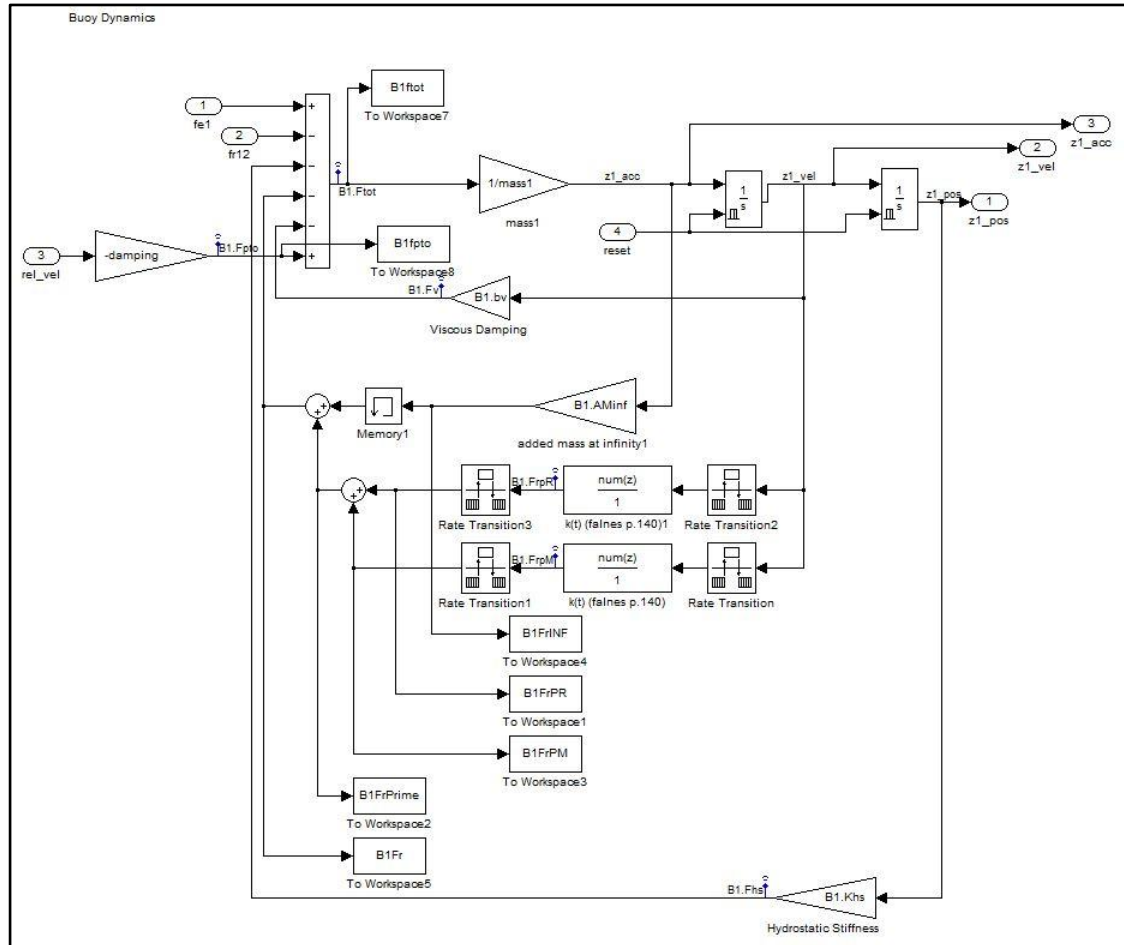 Buoy Dynamics
B1ftot
To Workspace7
1
fe1
+
2
fr12
−
−
B1.Ftot
1/mass1
mass1
z1_acc
1
s
z1_vel
1
s
z1_pos
3
z1_acc
2
z1_vel
1
z1_pos
−
−
4
reset
3
rel_vel
-damping
B1.Fpto
+
B1fpto
To Workspace8
B1.Fv
B1.bv
Viscous Damping
+
+
Memory1
B1.AMinf
added mass at infinity1
+
+
Rate Transition3
B1.FrpR
num(z)
1
k(t) (falnes p.140)1
Rate Transition2
Rate Transition1
B1.FrpM
num(z)
1
k(t) (falnes p.140)
Rate Transition
B1FrINF
To Workspace4
B1FrPR
To Workspace1
B1FrPM
To Workspace3
B1FrPrime
To Workspace2
B1Fr
To Workspace5
B1.Fhs
B1.Khs
Hydrostatic Stiffness